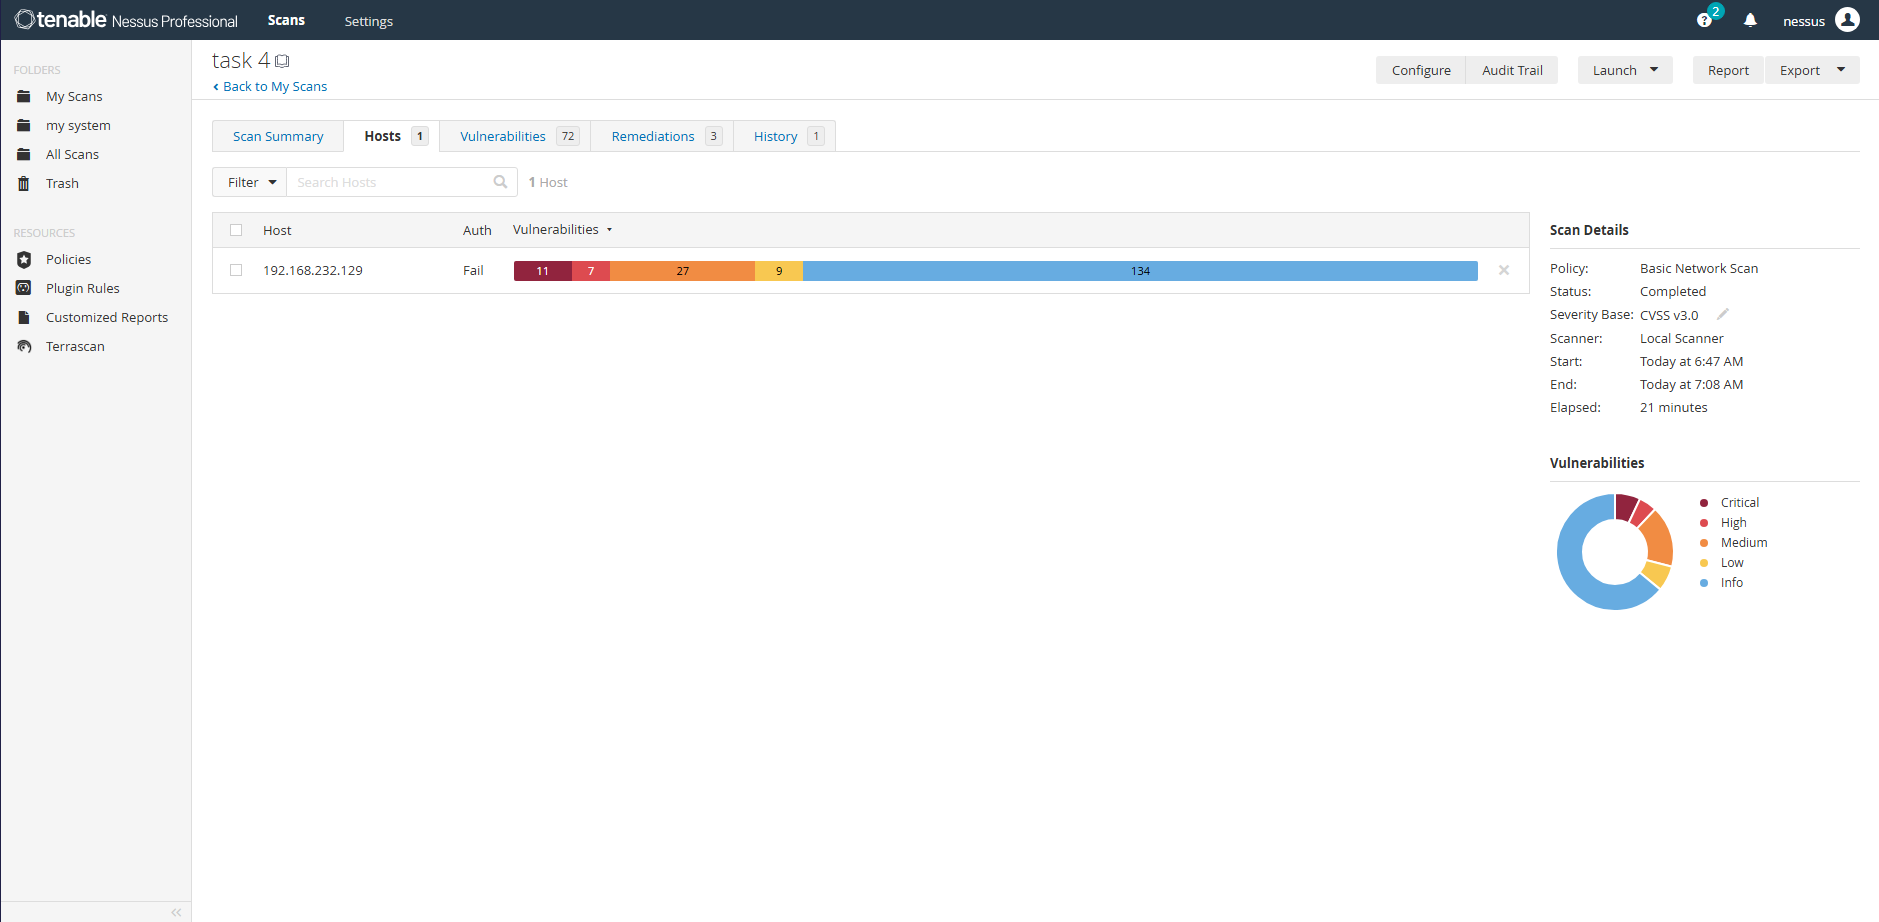 tenable Nessus Professional Scans Settings ? 2 nessus
FOLDERS
My Scans
my system
All Scans
Trash
RESOURCES
Policies
Plugin Rules
Customized Reports
Terrascan
task 4
‹ Back to My Scans
Configure Audit Trail Launch Report Export
Scan Summary Hosts 1 Vulnerabilities 72 Remediations 3 History 1
Filter Search Hosts 1 Host
Host Auth Vulnerabilities
192.168.232.129 Fail 11 7 27 9 134
Scan Details
Policy: Basic Network Scan
Status: Completed
Severity Base: CVSS v3.0
Scanner: Local Scanner
Start: Today at 6:47 AM
End: Today at 7:08 AM
Elapsed: 21 minutes
Vulnerabilities
Critical
High
Medium
Low
Info